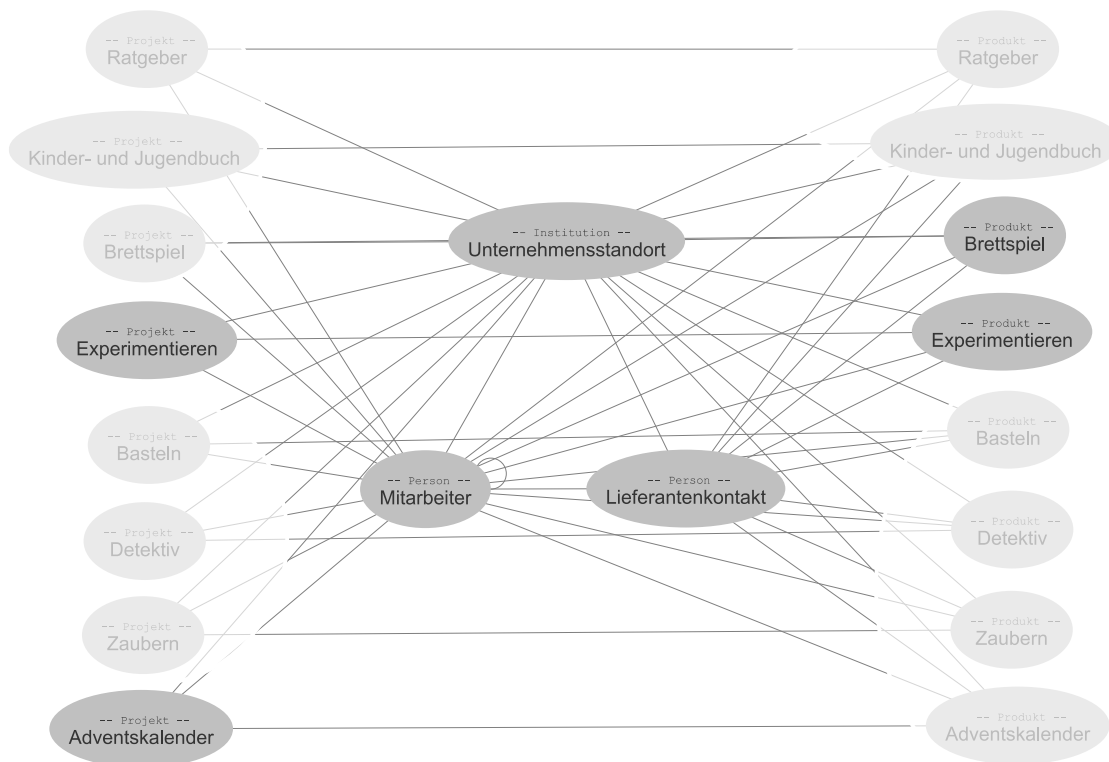 -- Projekt --
Ratgeber
-- Produkt --
Ratgeber
-- Projekt --
Kinder- und Jugendbuch
-- Produkt --
Kinder- und Jugendbuch
-- Projekt --
Brettspiel
-- Institution --
Unternehmensstandort
-- Produkt --
Brettspiel
-- Projekt --
Experimentieren
-- Produkt --
Experimentieren
-- Projekt --
Basteln
-- Produkt --
Basteln
-- Person --
Mitarbeiter
-- Person --
Lieferantenkontakt
-- Projekt --
Detektiv
-- Produkt --
Detektiv
-- Projekt --
Zaubern
-- Produkt --
Zaubern
-- Projekt --
Adventskalender
-- Produkt --
Adventskalender